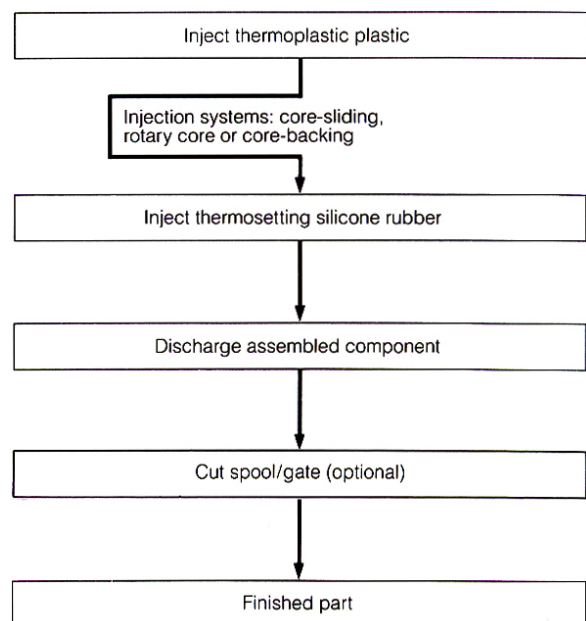 Inject thermoplastic plastic
Injection systems: core-sliding,
rotary core or core-backing
Inject thermosetting silicone rubber
Discharge assembled component
Cut spool/gate (optional)
Finished part